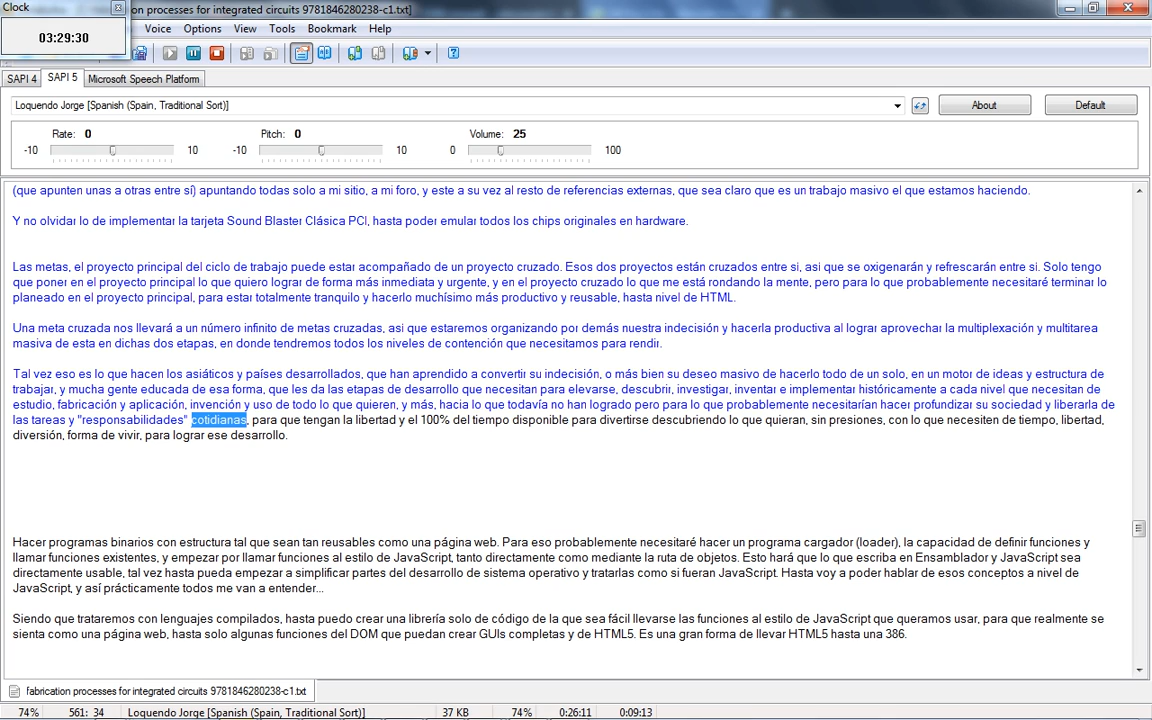 Clock
processes for integrated circuits 9781846280238-c1.txt]
03:29:30
Voice Options View Tools Bookmark Help
SAPI 4 SAPI 5 Microsoft Speech Platform
Loquendo Jorge [Spanish (Spain, Traditional Sort)] About Default
Rate: 0 Pitch: 0 Volume: 25
-10 10 -10 10 0 100
(que apunten unas a otras entre sí) apuntando todas solo a mi sitio, a mi foro, y este a su vez al resto de referencias externas, que sea claro que es un trabajo masivo el que estamos haciendo.
Y no olvidar lo de implementar la tarjeta Sound Blaster Clásica PCI, hasta poder emular todos los chips originales en hardware.
Las metas, el proyecto principal del ciclo de trabajo puede estar acompañado de un proyecto cruzado. Esos dos proyectos están cruzados entre si, asi que se oxigenarán y refrescarán entre si. Solo tengo
que poner en el proyecto principal lo que quiero lograr de forma más inmediata y urgente, y en el proyecto cruzado lo que me está rondando la mente, pero para lo que probablemente necesitaré terminar lo
planeado en el proyecto principal, para estar totalmente tranquilo y hacerlo muchísimo más productivo y reusable, hasta nivel de HTML.
Una meta cruzada nos llevará a un número infinito de metas cruzadas, asi que estaremos organizando por demás nuestra indecisión y hacerla productiva al lograr aprovechar la multiplexación y multitarea
masiva de esta en dichas dos etapas, en donde tendremos todos los niveles de contención que necesitamos para rendir.
Tal vez eso es lo que hacen los asiáticos y países desarrollados, que han aprendido a convertir su indecisión, o más bien su deseo masivo de hacerlo todo de un solo, en un motor de ideas y estructura de
trabajar, y mucha gente educada de esa forma, que les da las etapas de desarrollo que necesitan para elevarse, descubrir, investigar, inventar e implementar históricamente a cada nivel que necesitan de
estudio, fabricación y aplicación, invención y uso de todo lo que quieren, y más, hacia lo que todavía no han logrado pero para lo que probablemente necesitarían hacer profundizar su sociedad y liberarla de
las tareas y "responsabilidades" cotidianas, para que tengan la libertad y el 100% del tiempo disponible para divertirse descubriendo lo que quieran, sin presiones, con lo que necesiten de tiempo, libertad,
diversión, forma de vivir, para lograr ese desarrollo.
Hacer programas binarios con estructura tal que sean tan reusables como una página web. Para eso probablemente necesitaré hacer un programa cargador (loader), la capacidad de definir funciones y
llamar funciones existentes, y empezar por llamar funciones al estilo de JavaScript, tanto directamente como mediante la ruta de objetos. Esto hará que lo que escriba en Ensamblador y JavaScript sea
directamente usable, tal vez hasta pueda empezar a simplificar partes del desarrollo de sistema operativo y tratarlas como si fueran JavaScript. Hasta voy a poder hablar de esos conceptos a nivel de
JavaScript, y así prácticamente todos me van a entender...
Siendo que trataremos con lenguajes compilados, hasta puedo crear una librería solo de código de la que sea fácil llevarse las funciones al estilo de JavaScript que queramos usar, para que realmente se
sienta como una página web, hasta solo algunas funciones del DOM que puedan crear GUIs completas y de HTML5. Es una gran forma de llevar HTML5 hasta una 386.
fabrication processes for integrated circuits 9781846280238-c1.txt
74% 561: 34 Loquendo Jorge [Spanish (Spain, Traditional Sort)] 37 KB 74% 0:26:11 0:09:13